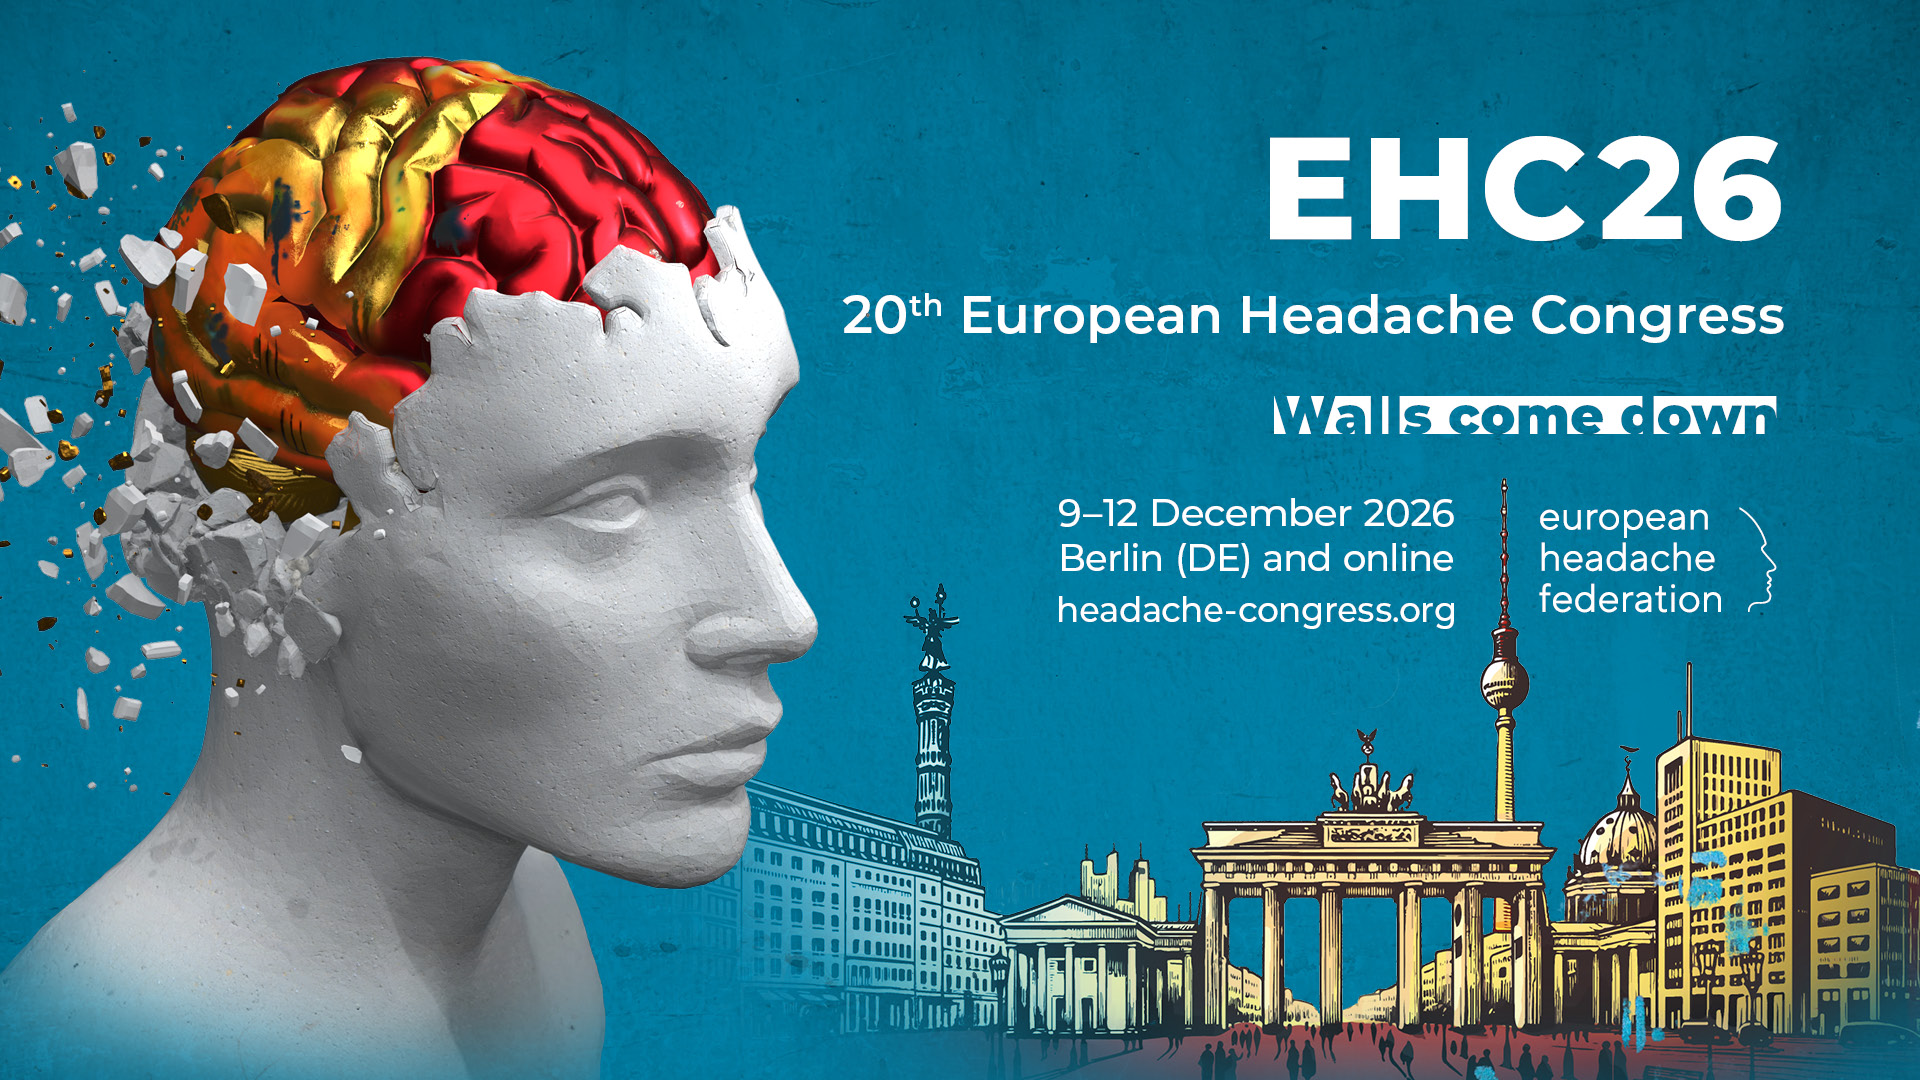 EHC26
20th European Headache Congress
Walls come down
9–12 December 2026
Berlin (DE) and online
headache-congress.org
european
headache
federation